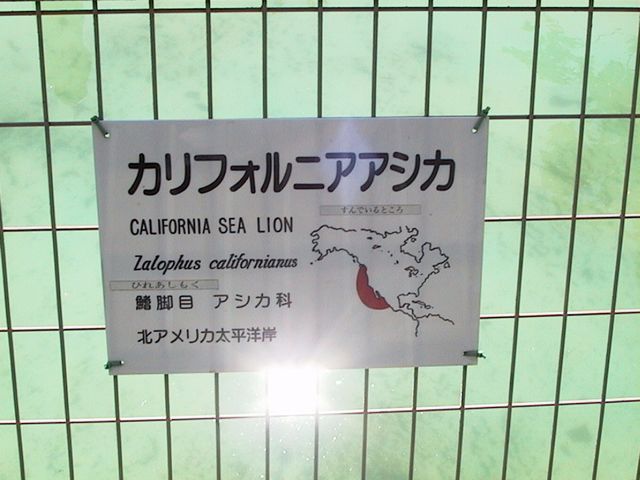 カリフォルニアアシカ
CALIFORNIA SEA LION
すんでいるところ
Zalophus californianus
ひれあしもく
鰭脚目 アシカ科
北アメリカ太平洋岸